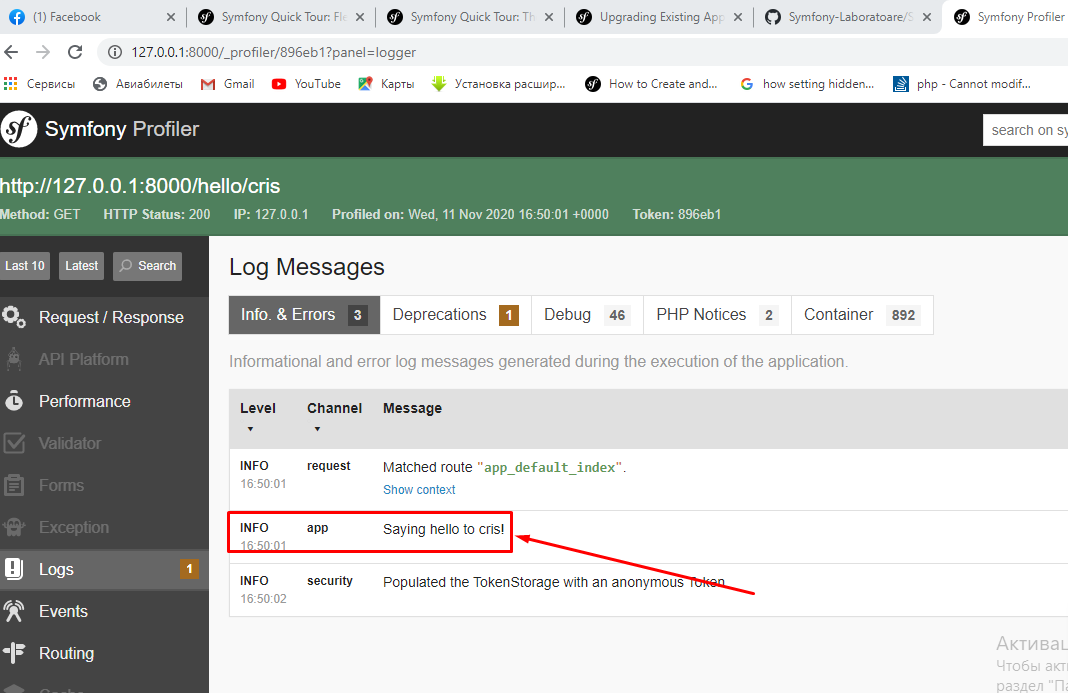 (1) Facebook
Symfony Quick Tour: Fle
Symfony Quick Tour: Th
Upgrading Existing App
Symfony-Laboratoare/S
Symfony Profiler
127.0.0.1:8000/_profiler/896eb1?panel=logger
Сервисы
Авиабилеты
Gmail
YouTube
Карты
Установка расшир...
How to Create and...
how setting hidden...
php - Cannot modif...
Symfony Profiler
search on sy
http://127.0.0.1:8000/hello/cris
Method: GET HTTP Status: 200 IP: 127.0.0.1 Profiled on: Wed, 11 Nov 2020 16:50:01 +0000 Token: 896eb1
Last 10 Latest Search
Request / Response
API Platform
Performance
Validator
Forms
Exception
Logs 1
Events
Routing
Log Messages
Info. & Errors 3 Deprecations 1 Debug 46 PHP Notices 2 Container 892
Informational and error log messages generated during the execution of the application.
Level Channel Message
INFO request Matched route "app_default_index".
16:50:01 Show context
INFO app Saying hello to cris!
16:50:01
INFO security Populated the TokenStorage with an anonymous Token.
16:50:02
Активац
Чтобы акти
раздел "Па